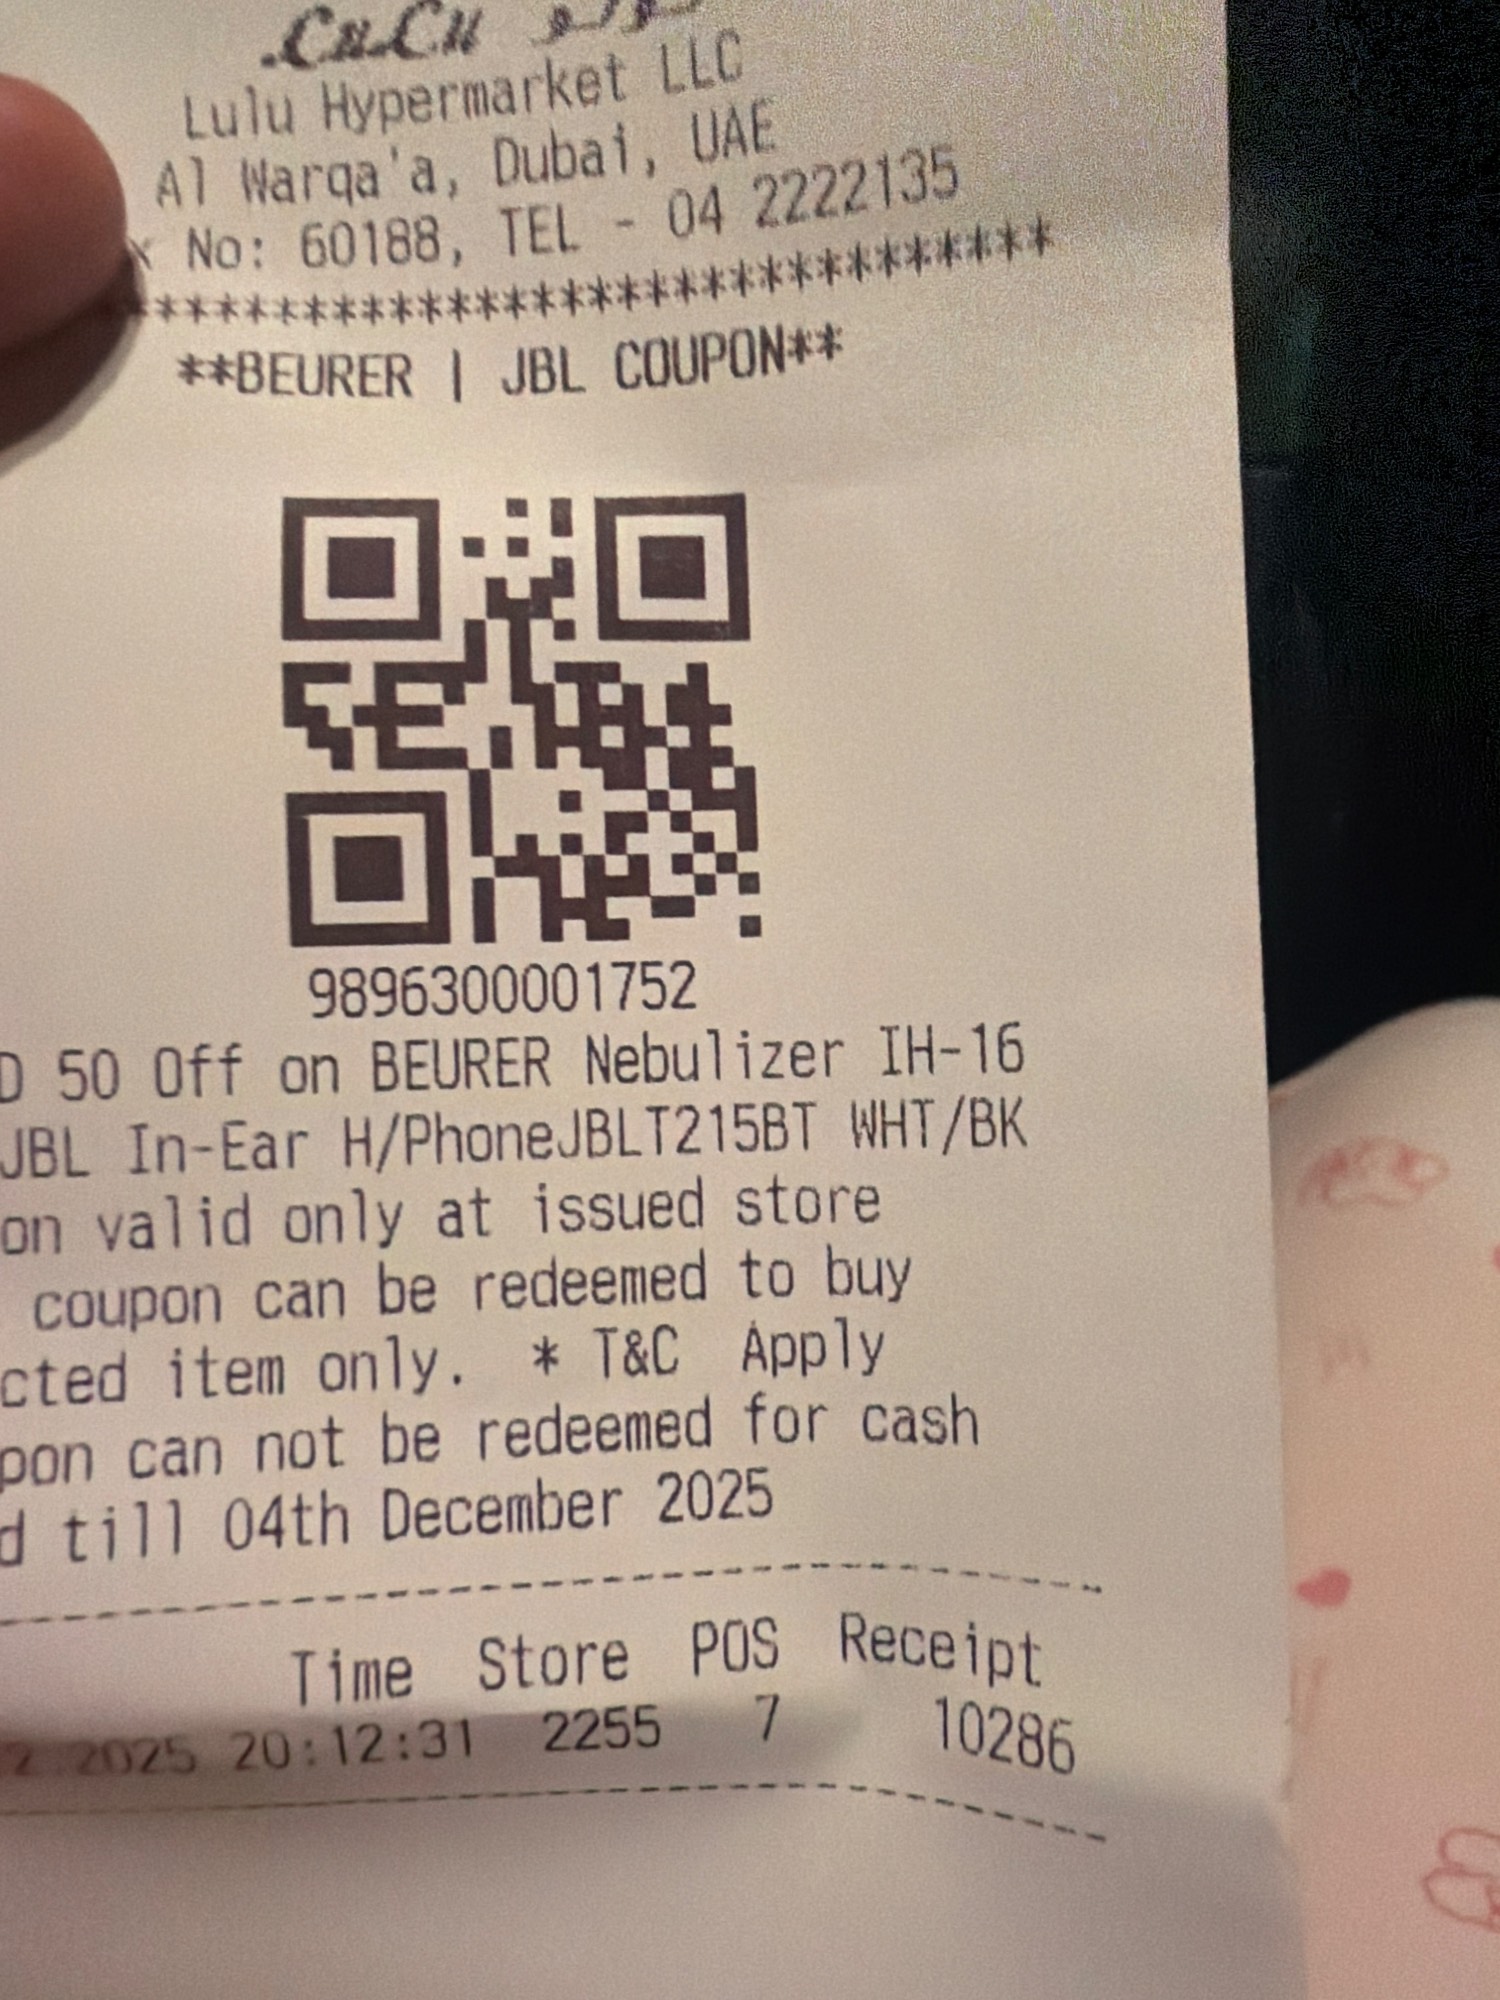 LuLu
Lulu Hypermarket LLC
Al Warqa'a, Dubai, UAE
x No: 60188, TEL - 04 2222135
*******************************
**BEURER | JBL COUPON**
9896300001752
D 50 Off on BEURER Nebulizer IH-16
JBL In-Ear H/PhoneJBLT215BT WHT/BK
on valid only at issued store
coupon can be redeemed to buy
cted item only. * T&C Apply
pon can not be redeemed for cash
d till 04th December 2025
Time Store POS Receipt
2.2025 20:12:31 2255 7 10286